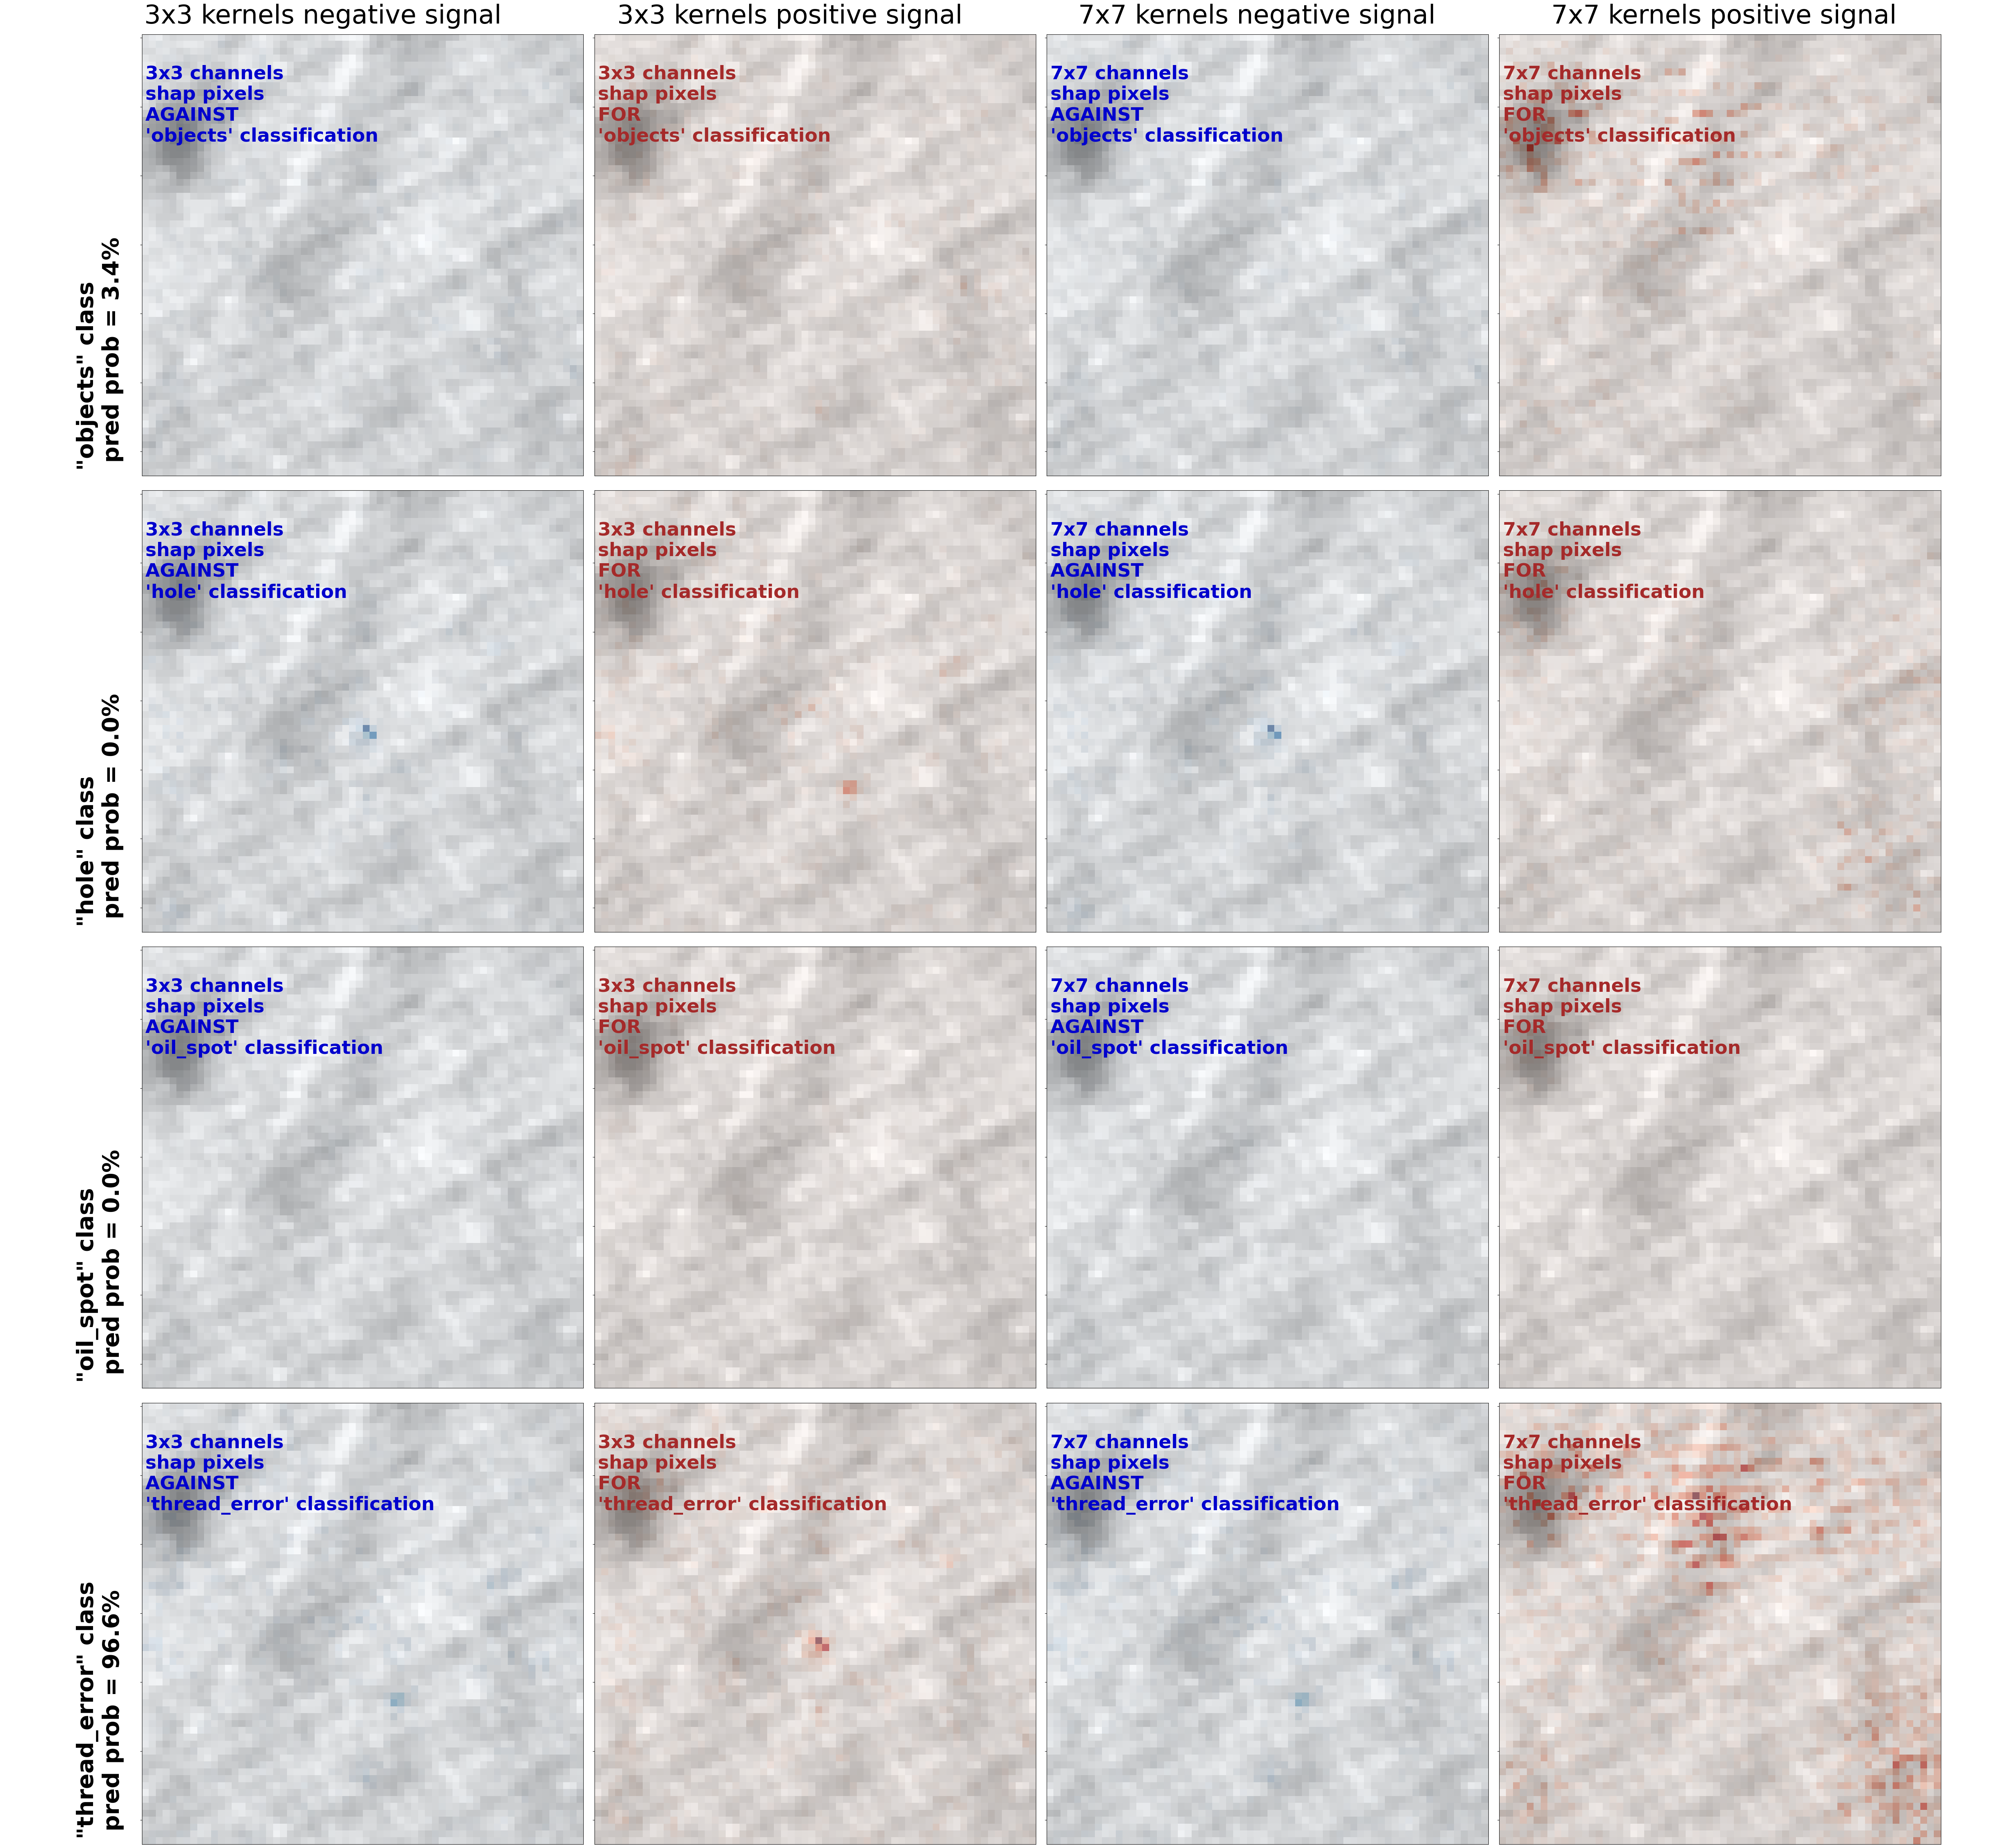 3x3 kernels negative signal
3x3 kernels positive signal
7x7 kernels negative signal
7x7 kernels positive signal
"objects" class
pred prob = 3.4%
3x3 channels
shap pixels
AGAINST
'objects' classification
3x3 channels
shap pixels
FOR
'objects' classification
7x7 channels
shap pixels
AGAINST
'objects' classification
7x7 channels
shap pixels
FOR
'objects' classification
"hole" class
pred prob = 0.0%
3x3 channels
shap pixels
AGAINST
'hole' classification
3x3 channels
shap pixels
FOR
'hole' classification
7x7 channels
shap pixels
AGAINST
'hole' classification
7x7 channels
shap pixels
FOR
'hole' classification
"oil_spot" class
pred prob = 0.0%
3x3 channels
shap pixels
AGAINST
'oil_spot' classification
3x3 channels
shap pixels
FOR
'oil_spot' classification
7x7 channels
shap pixels
AGAINST
'oil_spot' classification
7x7 channels
shap pixels
FOR
'oil_spot' classification
"thread_error" class
pred prob = 96.6%
3x3 channels
shap pixels
AGAINST
'thread_error' classification
3x3 channels
shap pixels
FOR
'thread_error' classification
7x7 channels
shap pixels
AGAINST
'thread_error' classification
7x7 channels
shap pixels
FOR
'thread_error' classification